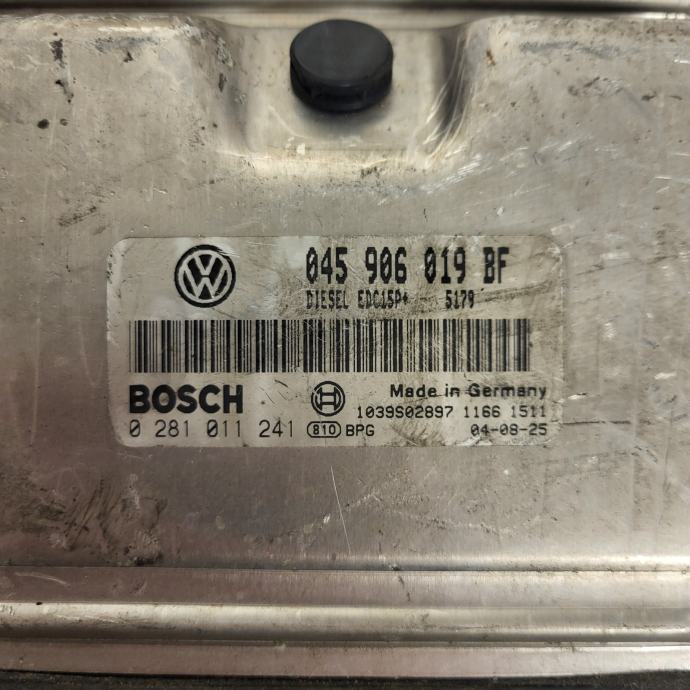 045 906 019 BF
DIESEL EDC15P+ 5179
BOSCH
Made in Germany
1039S02897 1166 1511
0 281 011 241 810 BPG 04-08-25